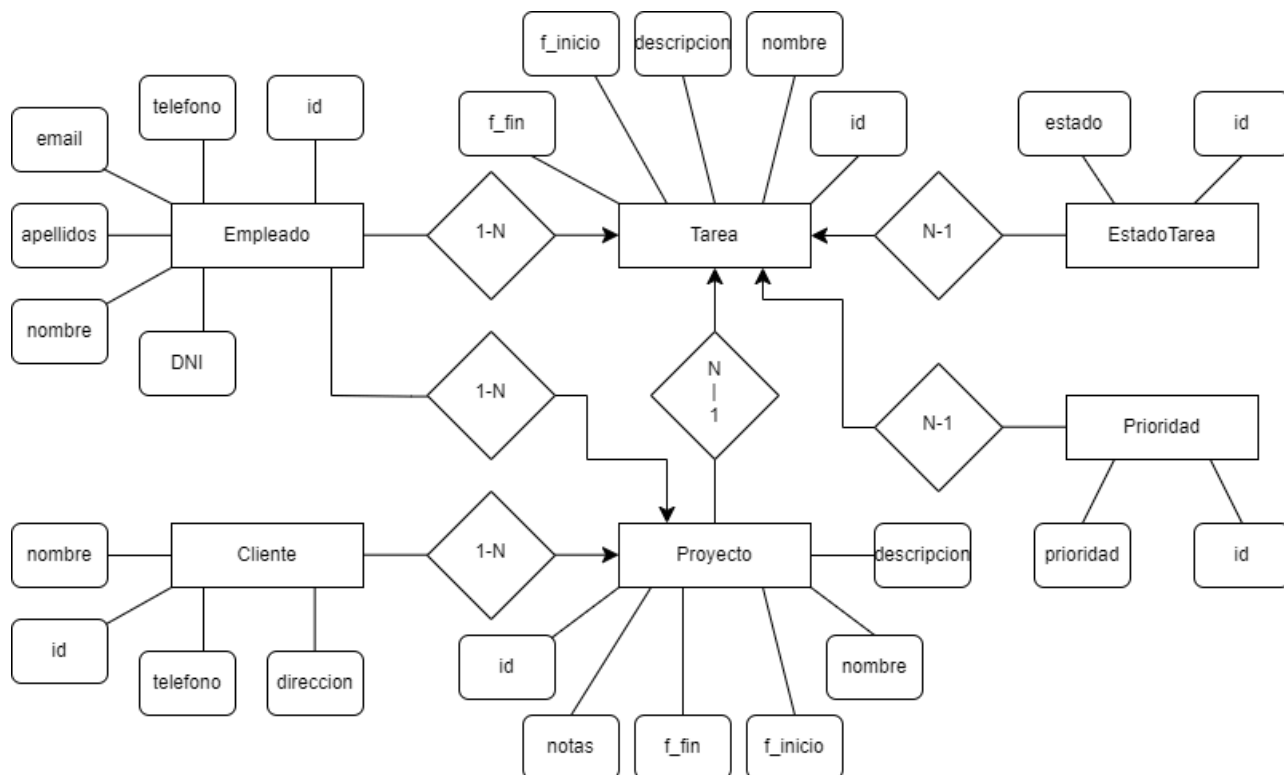 f_inicio
descripcion
nombre
telefono
id
email
f_fin
id
estado
id
apellidos
Empleado
1-N
Tarea
N-1
EstadoTarea
nombre
DNI
1-N
N
|
1
N-1
Prioridad
nombre
Cliente
1-N
Proyecto
descripcion
prioridad
id
id
telefono
direccion
id
nombre
notas
f_fin
f_inicio